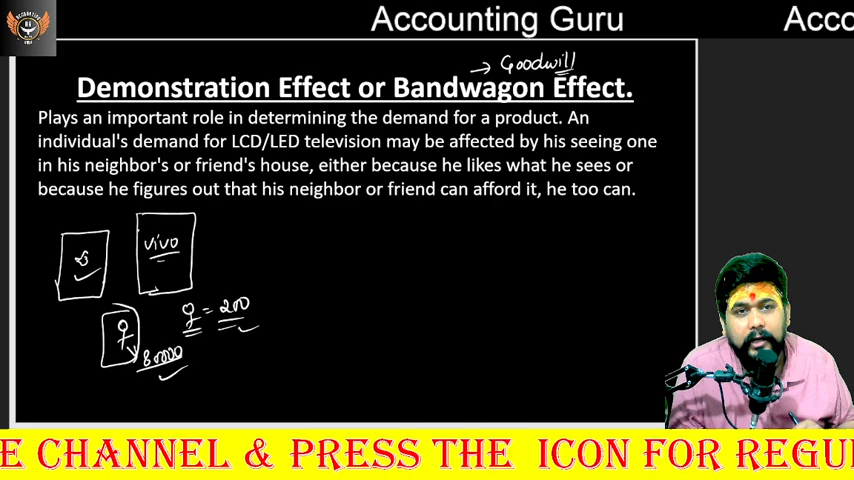 Accounting Guru
Acco
→ Goodwill
Demonstration Effect or Bandwagon Effect.
Plays an important role in determining the demand for a product. An
individual's demand for LCD/LED television may be affected by his seeing one
in his neighbor's or friend's house, either because he likes what he sees or
because he figures out that his neighbor or friend can afford it, he too can.
vivo
= 200
80000
E CHANNEL & PRESS THE ICON FOR REGU